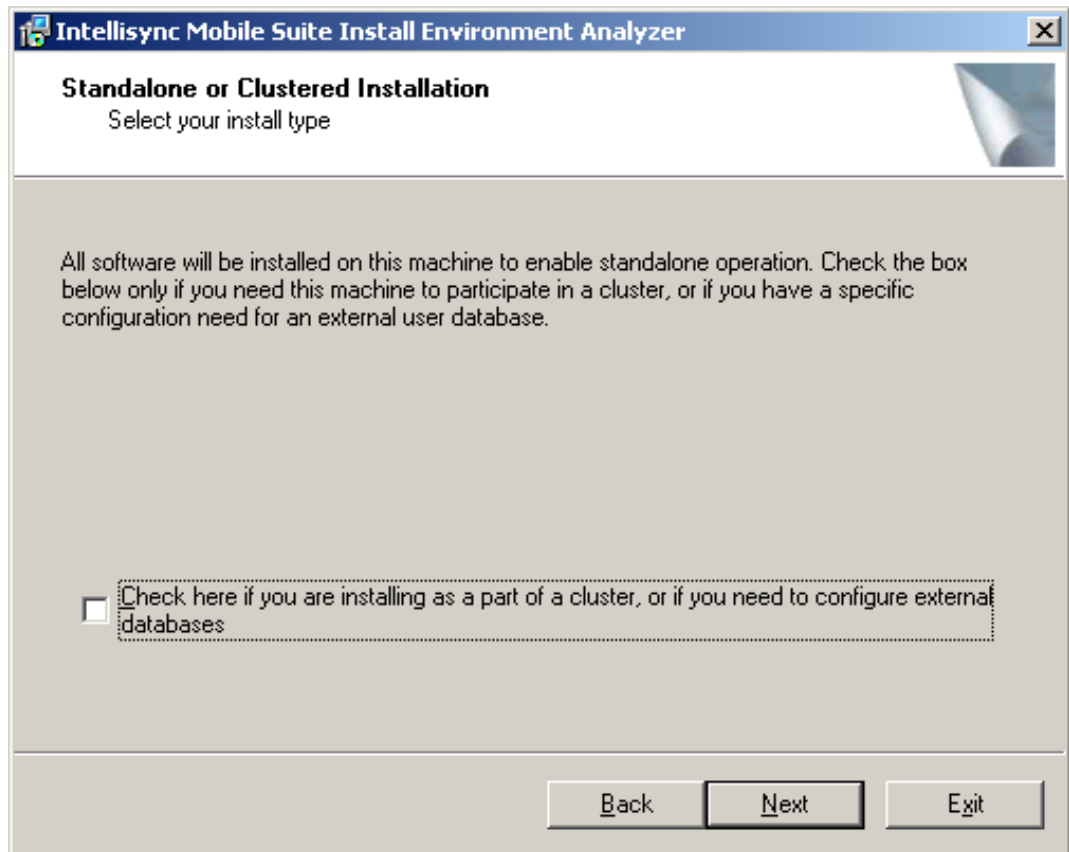 Intellisync Mobile Suite Install Environment Analyzer
Standalone or Clustered Installation
Select your install type
All software will be installed on this machine to enable standalone operation. Check the box
below only if you need this machine to participate in a cluster, or if you have a specific
configuration need for an external user database.
Check here if you are installing as a part of a cluster, or if you need to configure external
databases
Back Next Exit